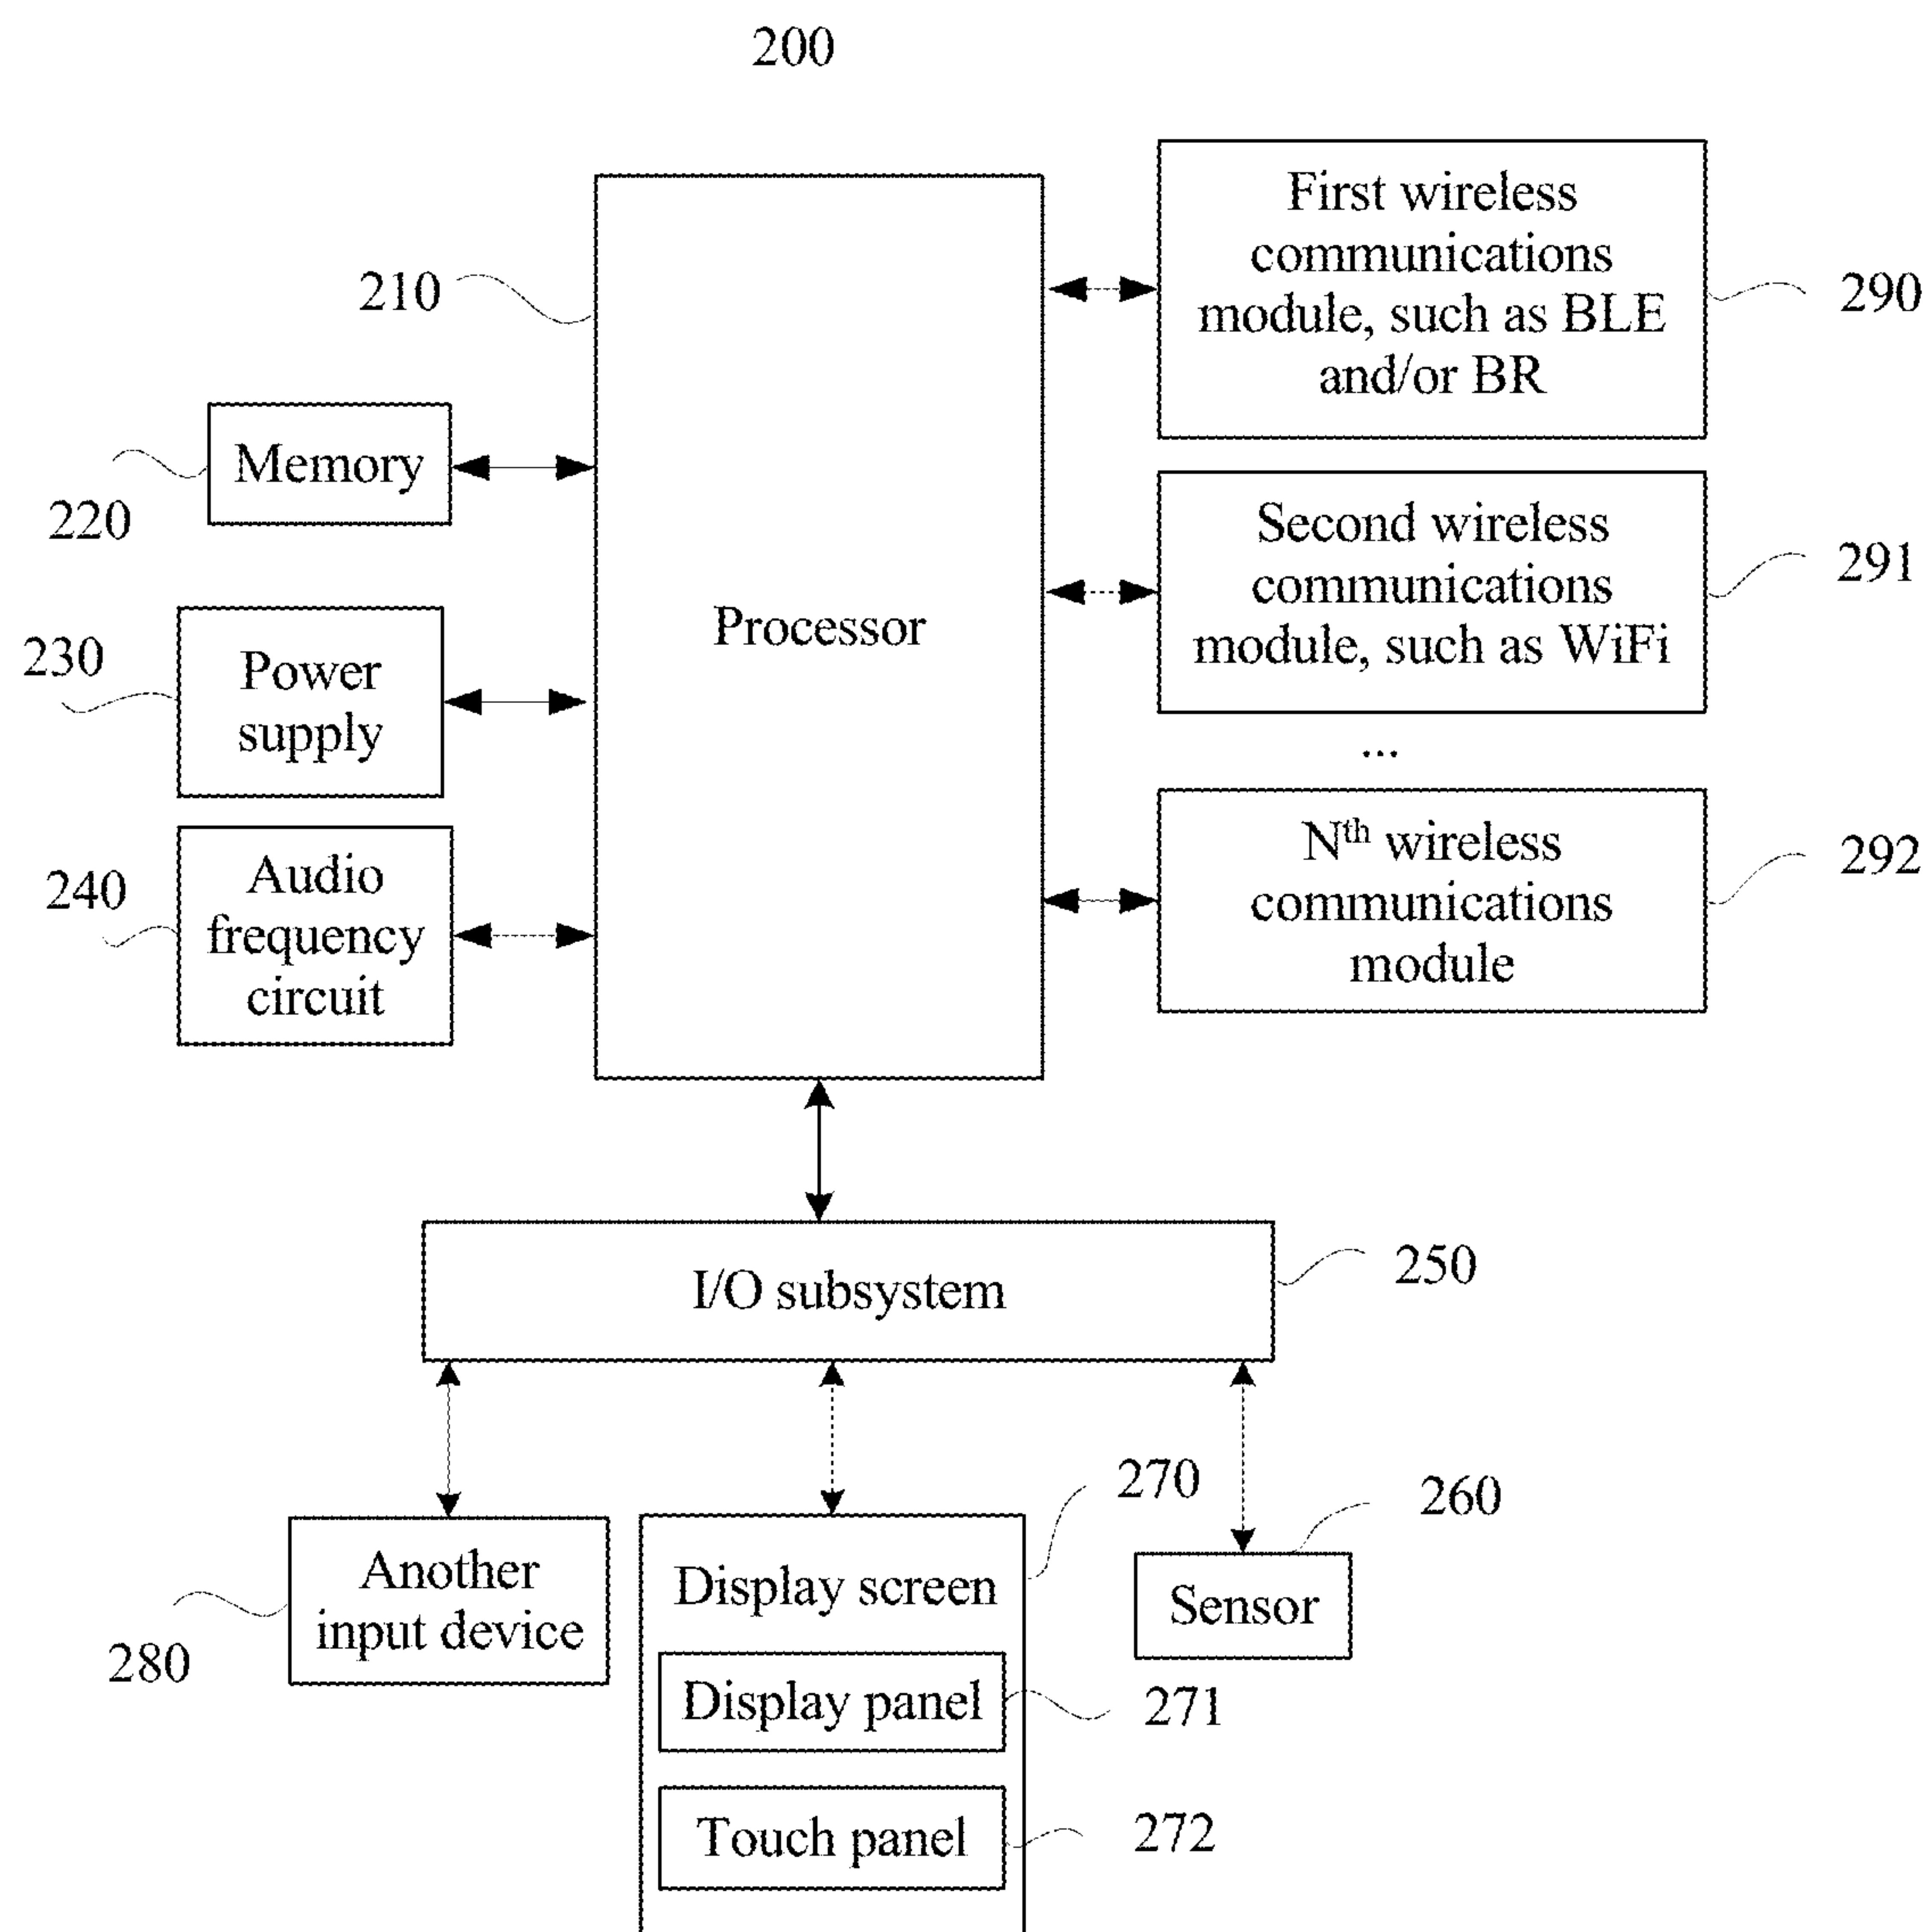 200
210
Processor
First wireless
communications
module, such as BLE
and/or BR
290
Memory
220
Second wireless
communications
module, such as WiFi
291
230
Power
supply
...
240
Audio
frequency
circuit
Nth wireless
communications
module
292
I/O subsystem
250
280
Another
input device
Display screen
270
Display panel
271
Touch panel
272
Sensor
260